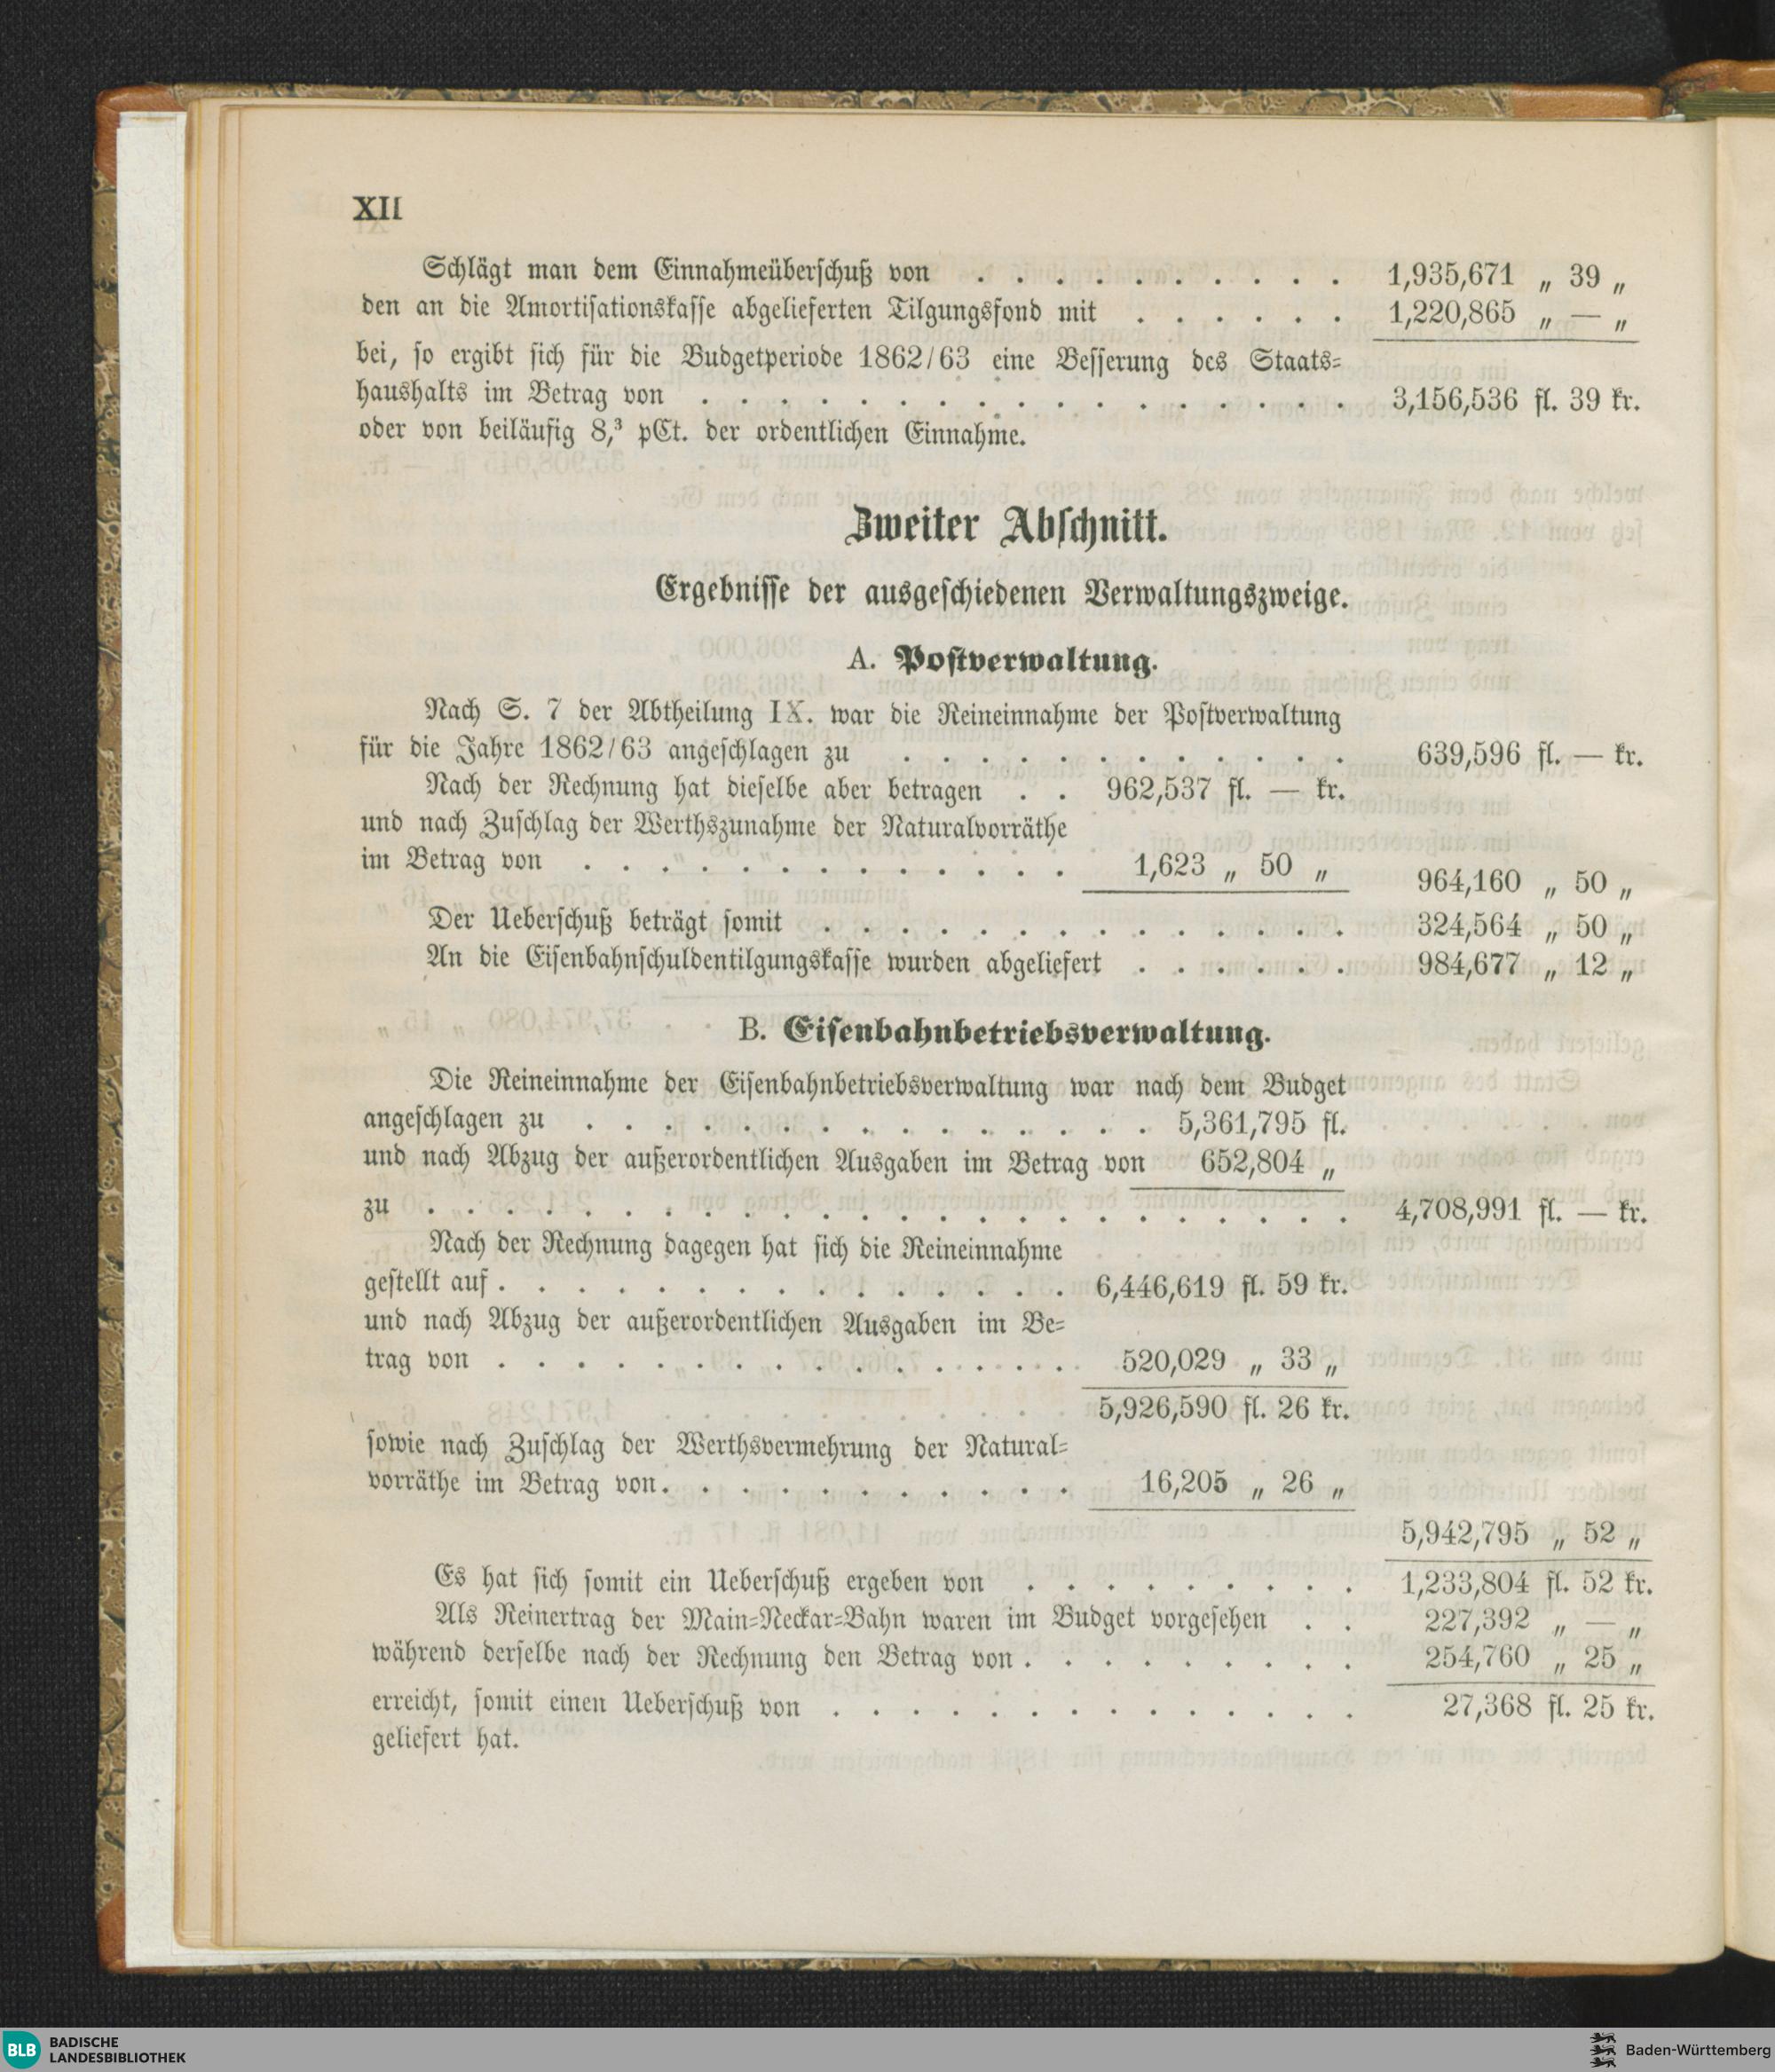 XII
Schlägt man dem Einnahmeüberschuß von . . . . . . . . . . 1,935,671 „ 39 „
den an die Amortisationskasse abgelieferten Tilgungsfond mit . . . . . . 1,220,865 „ — „
bei, so ergibt sich für die Budgetperiode 1862/63 eine Besserung des Staats-
haushalts im Betrag von . . . . . . . . . . . . . . . . . 3,156,536 fl. 39 kr.
oder von beiläufig 8,³ pCt. der ordentlichen Einnahme.
Zweiter Abschnitt.
Ergebnisse der ausgeschiedenen Verwaltungszweige.
A. Postverwaltung.
Nach S. 7 der Abtheilung IX. war die Reineinnahme der Postverwaltung
für die Jahre 1862/63 angeschlagen zu . . . . . . . . . . . . 639,596 fl. — kr.
Nach der Rechnung hat dieselbe aber betragen . . 962,537 fl. — kr.
und nach Zuschlag der Werthszunahme der Naturalvorräthe
im Betrag von . . . . . . . . . . . . . 1,623 „ 50 „ 964,160 „ 50 „
Der Ueberschuß beträgt somit . . . . . . . . . . . . . . 324,564 „ 50 „
An die Eisenbahnschuldentilgungskasse wurden abgeliefert . . . . . . 984,677 „ 12 „
B. Eisenbahnbetriebsverwaltung.
Die Reineinnahme der Eisenbahnbetriebsverwaltung war nach dem Budget
angeschlagen zu . . . . . . . . . . . . . . . 5,361,795 fl.
und nach Abzug der außerordentlichen Ausgaben im Betrag von 652,804 „
zu . . . . . . . . . . . . . . . . . . . . . . . . 4,708,991 fl. — kr.
Nach der Rechnung dagegen hat sich die Reineinnahme
gestellt auf . . . . . . . . . . . . . . . 6,446,619 fl. 59 kr.
und nach Abzug der außerordentlichen Ausgaben im Be-
trag von . . . . . . . . . . . . . . . 520,029 „ 33 „
5,926,590 fl. 26 kr.
sowie nach Zuschlag der Werthsvermehrung der Natural-
vorräthe im Betrag von . . . . . . . . . . . 16,205 „ 26 „
5,942,795 „ 52 „
Es hat sich somit ein Ueberschuß ergeben von . . . . . . . . . 1,233,804 fl. 52 kr.
Als Reinertrag der Main-Neckar-Bahn waren im Budget vorgesehen . . 227,392 „ — „
während derselbe nach der Rechnung den Betrag von . . . . . . . . . 254,760 „ 25 „
erreicht, somit einen Ueberschuß von . . . . . . . . . . . . . . 27,368 fl. 25 kr.
geliefert hat.
BLB BADISCHE
LANDESBIBLIOTHEK
Baden-Württemberg